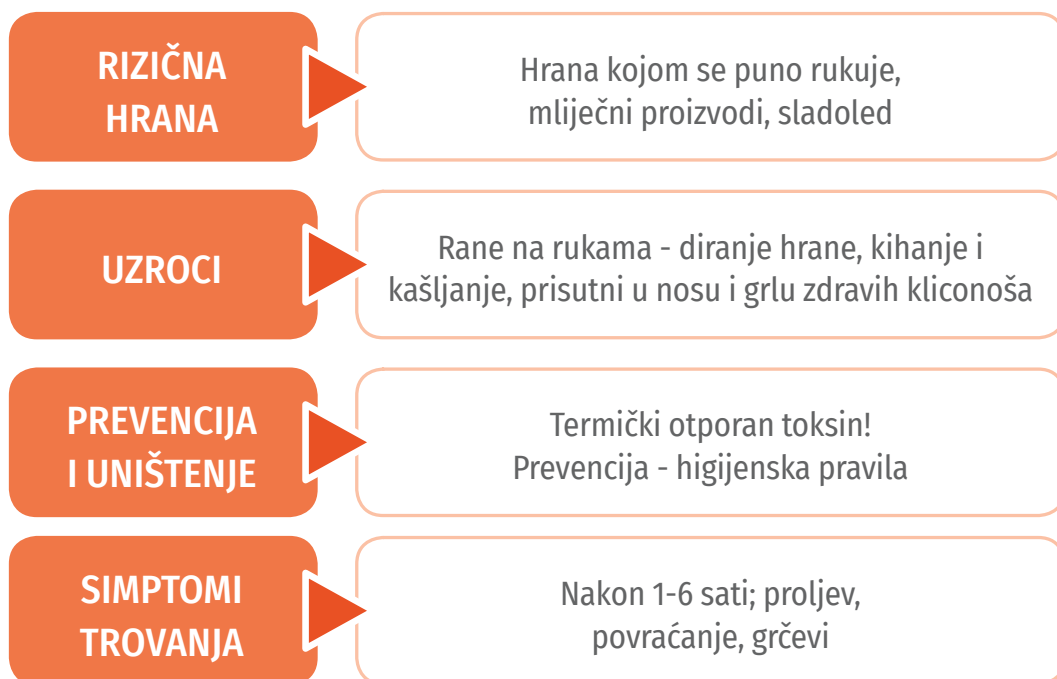 RIZIČNA
HRANA
Hrana kojom se puno rukuje,
mliječni proizvodi, sladoled
UZROCI
Rane na rukama - diranje hrane, kihanje i
kašljanje, prisutni u nosu i grlu zdravih kliconoša
PREVENCIJA
I UNIŠTENJE
Termički otporan toksin!
Prevencija - higijenska pravila
SIMPTOMI
TROVANJA
Nakon 1-6 sati; proljev,
povraćanje, grčevi